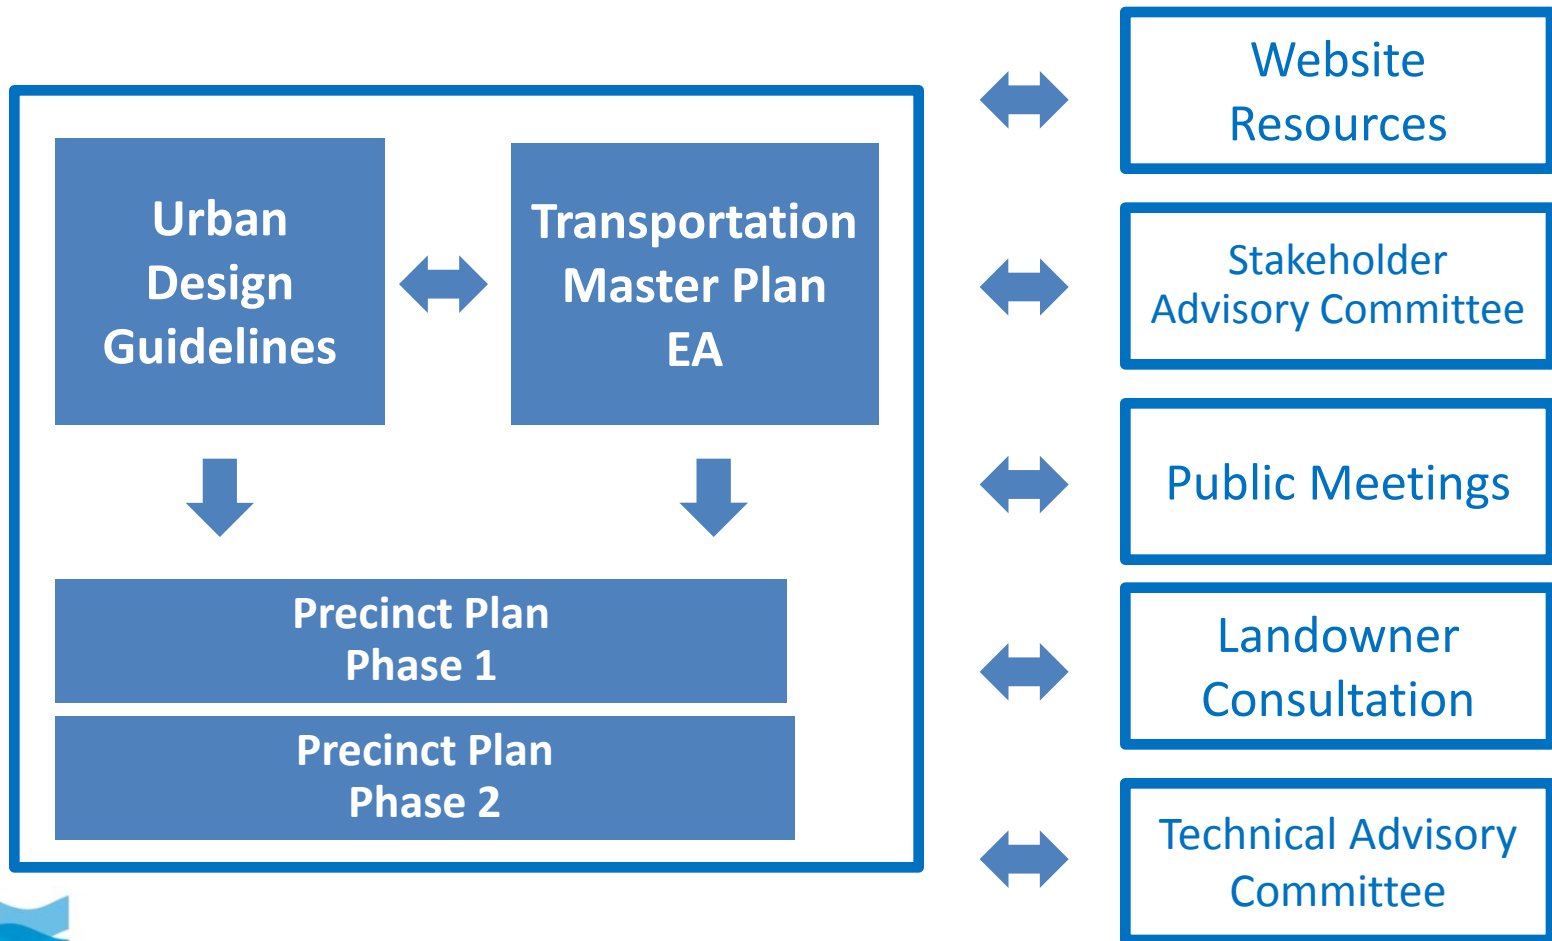 Urban
Design
Guidelines
Transportation
Master Plan
EA
Precinct Plan
Phase 1
Precinct Plan
Phase 2
Website
Resources
Stakeholder
Advisory Committee
Public Meetings
Landowner
Consultation
Technical Advisory
Committee